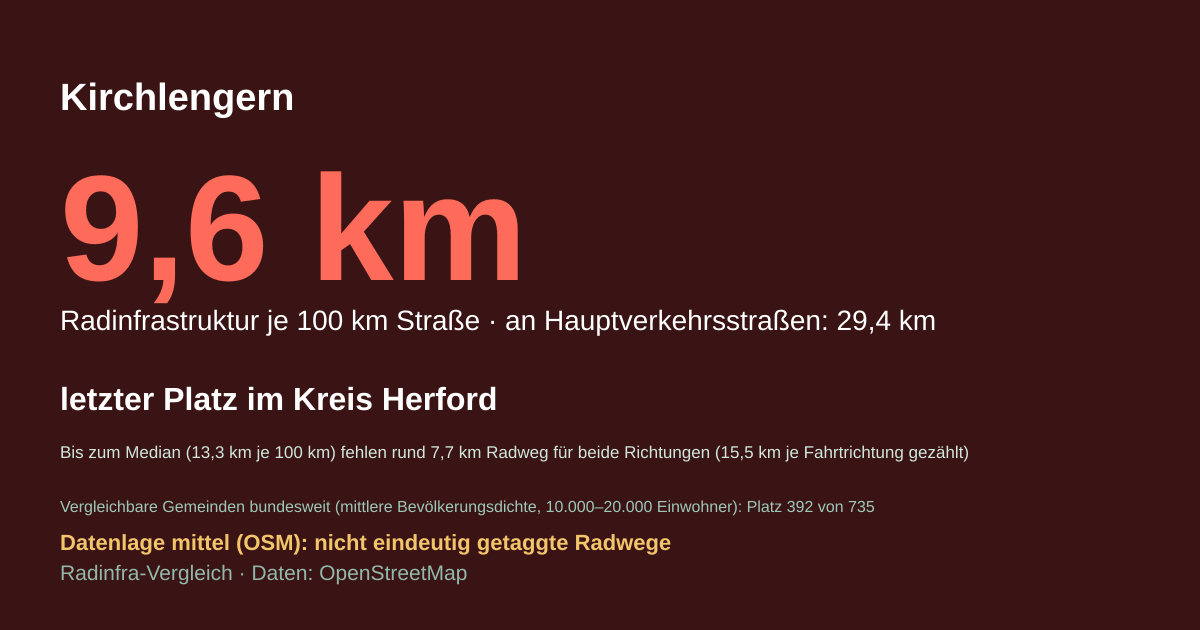 Kirchlengern
9,6 km
Radinfrastruktur je 100 km Straße · an Hauptverkehrsstraßen: 29,4 km
letzter Platz im Kreis Herford
Bis zum Median (13,3 km je 100 km) fehlen rund 7,7 km Radweg für beide Richtungen (15,5 km je Fahrtrichtung gezählt)
Vergleichbare Gemeinden bundesweit (mittlere Bevölkerungsdichte, 10.000–20.000 Einwohner): Platz 392 von 735
Datenlage mittel (OSM): nicht eindeutig getaggte Radwege
Radinfra-Vergleich · Daten: OpenStreetMap